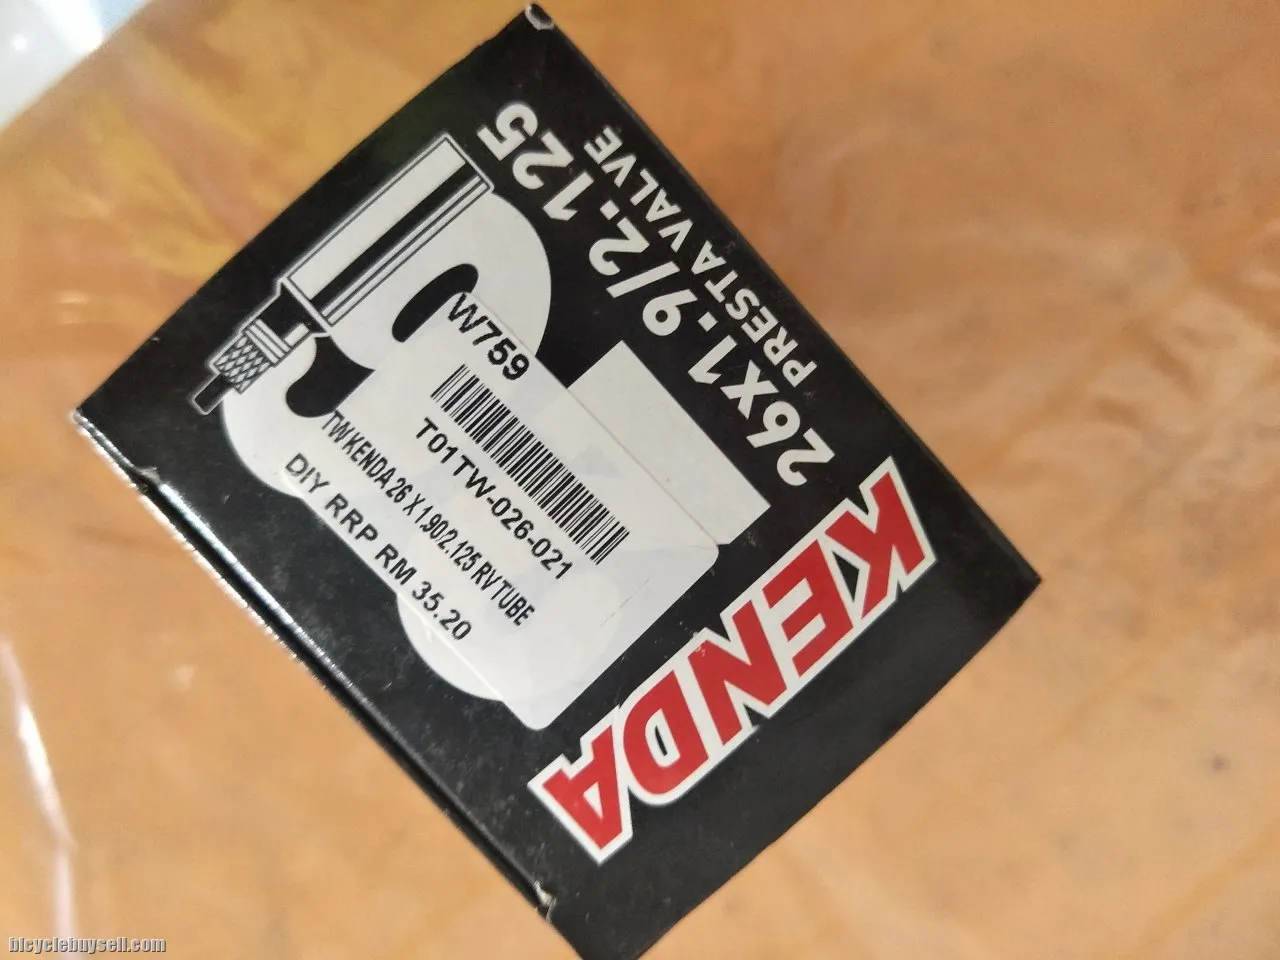 KENDA
26X1.9/2.125
PRESTA VALVE
W759
T01TW-026-021
TW KENDA 26 X 1.90/2.125 RV TUBE
DIY RRP RM 35.20
bicyclebuysell.com